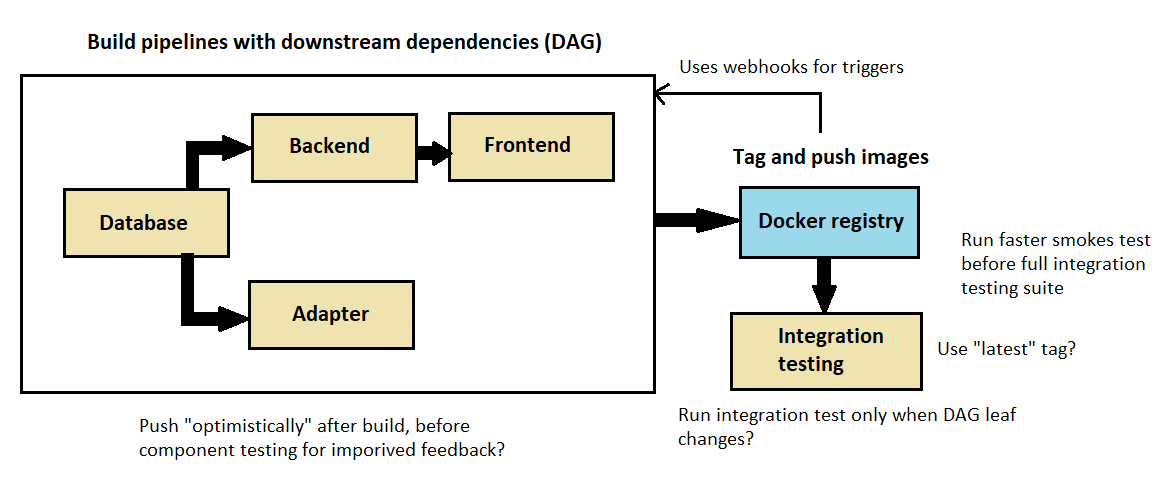 Build pipelines with downstream dependencies (DAG)
Uses webhooks for triggers
Backend
Frontend
Tag and push images
Database
Docker registry
Run faster smokes test
before full integration
testing suite
Adapter
Integration
testing
Use "latest" tag?
Push "optimistically" after build, before
component testing for imporived feedback?
Run integration test only when DAG leaf
changes?